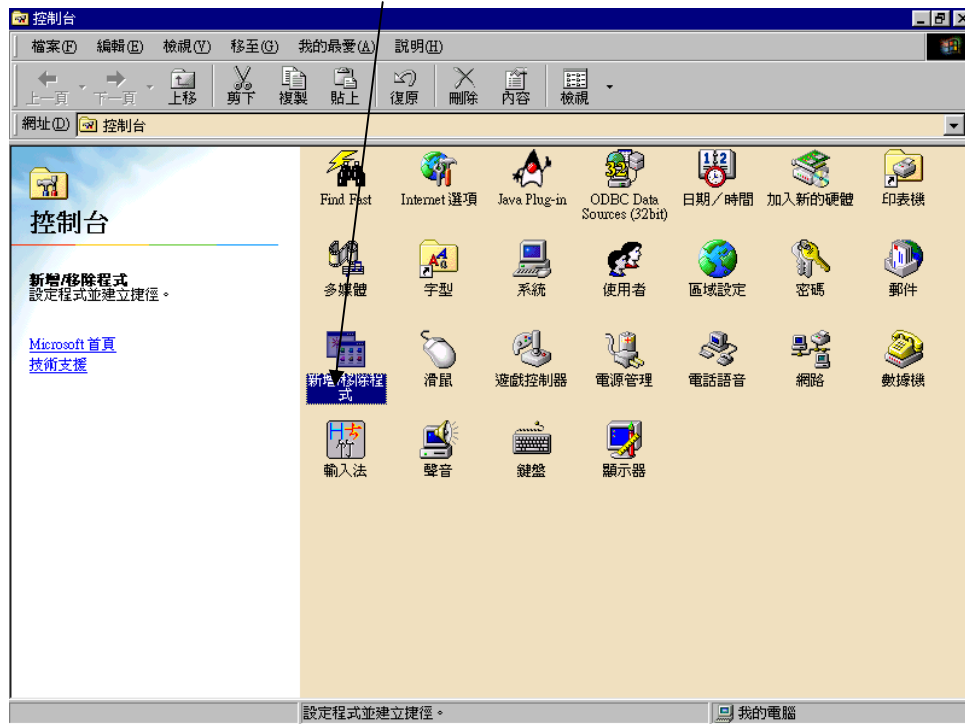 控制台
檔案(F) 編輯(E) 檢視(V) 移至(G) 我的最愛(A) 說明(H)
上一頁 下一頁 上移 剪下 複製 貼上 復原 刪除 內容 檢視
網址(D) 控制台
控制台
新增/移除程式
設定程式並建立捷徑。
Microsoft 首頁
技術支援
Find Fast Internet 選項 Java Plug-in ODBC Data 日期／時間 加入新的硬體 印表機
Sources (32bit)
多媒體 字型 系統 使用者 區域設定 密碼 郵件
新增/移除程 滑鼠 遊戲控制器 電源管理 電話語音 網路 數據機
式
輸入法 聲音 鍵盤 顯示器
設定程式並建立捷徑。 我的電腦